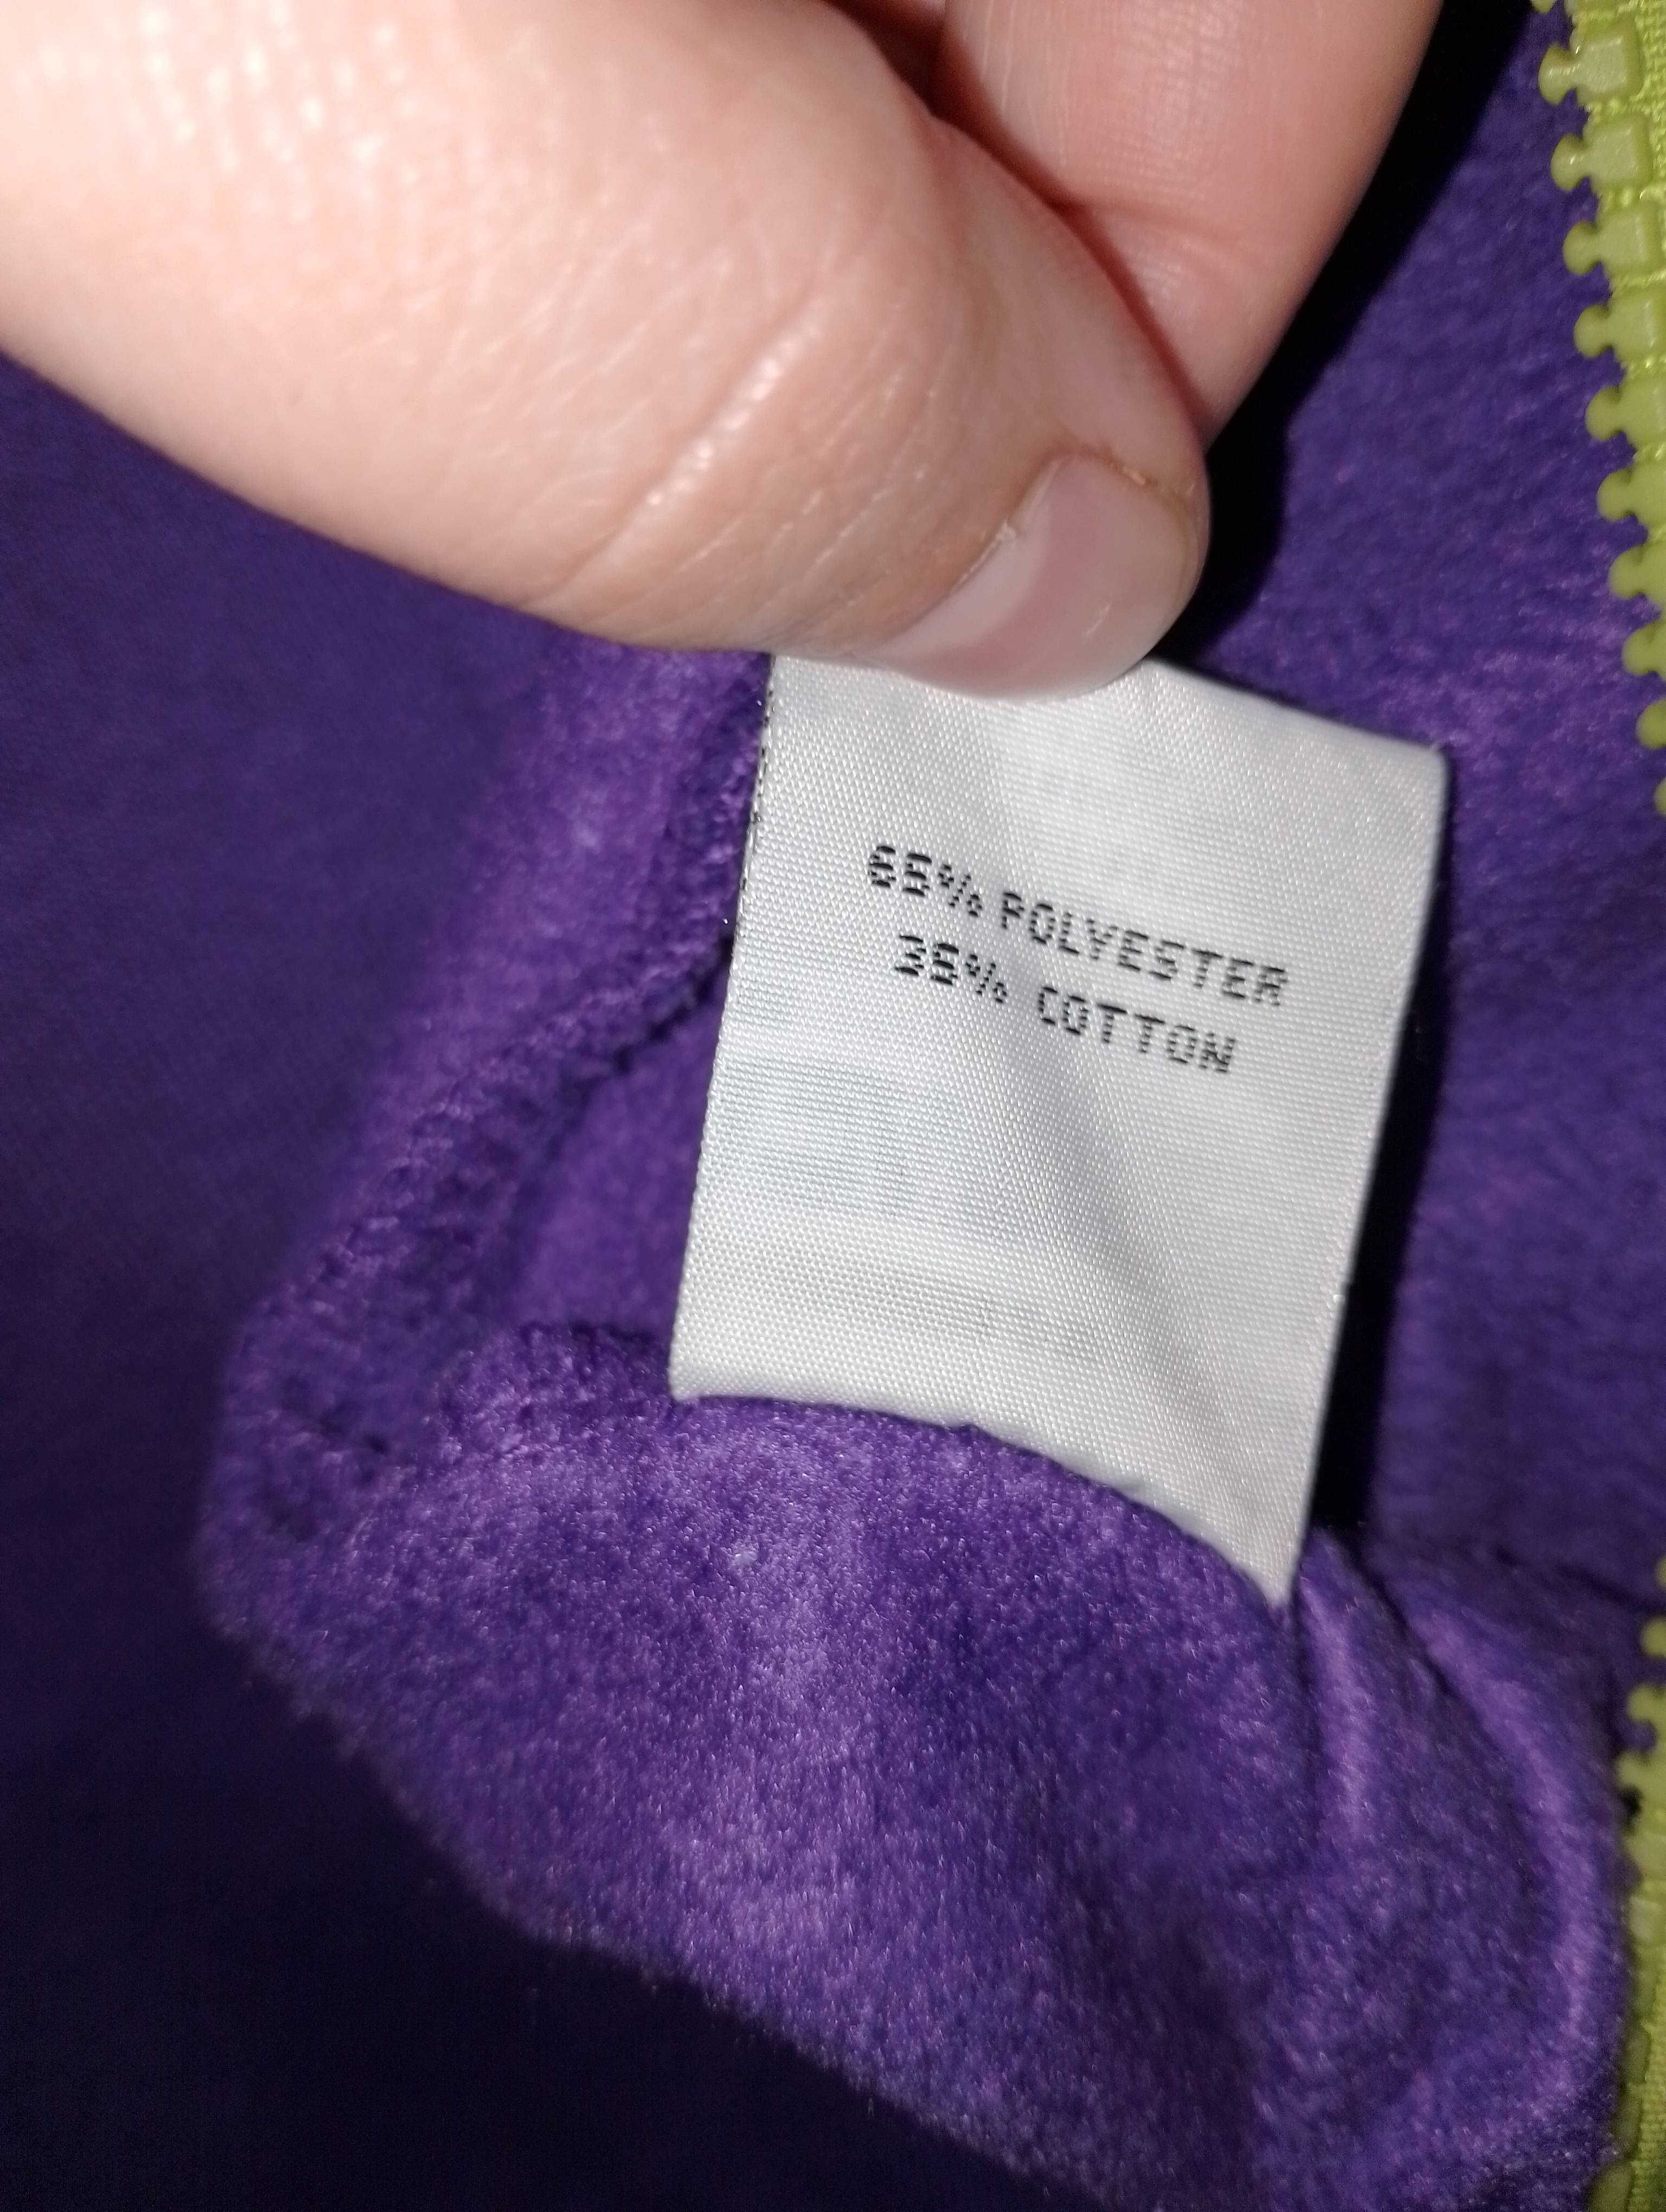 65% POLYESTER
35% COTTON